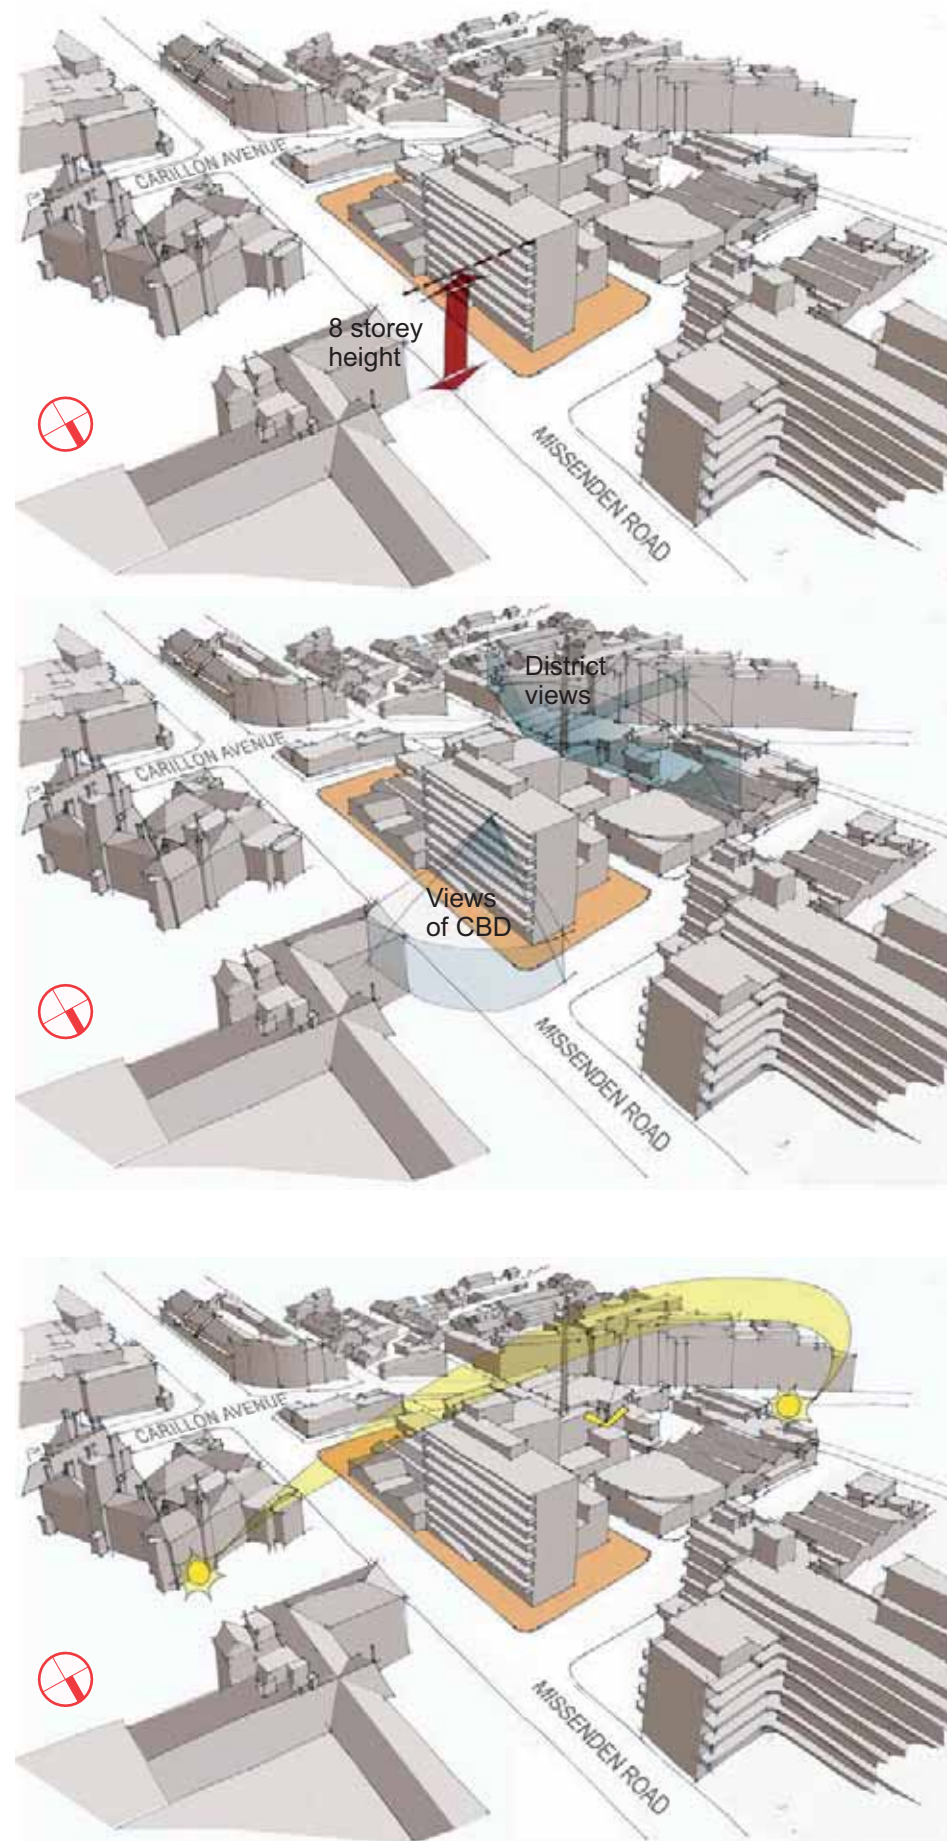 CARILLON AVENUE
8 storey
height
MISSENDEN ROAD
District
views
CARILLON AVENUE
Views
of CBD
MISSENDEN ROAD
CARILLON AVENUE
MISSENDEN ROAD